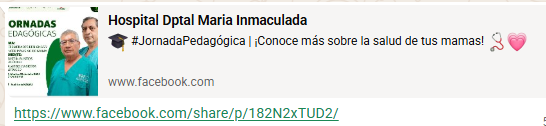 ORNADAS
EDAGÓGICAS
Hospital Dptal Maria Inmaculada
🎓 #JornadaPedagógica | ¡Conoce más sobre la salud de tus mamas! 🩺💗
www.facebook.com
https://www.facebook.com/share/p/182N2xTUD2/